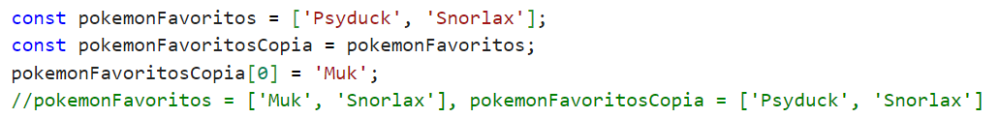 const pokemonFavoritos = ['Psyduck', 'Snorlax'];
const pokemonFavoritosCopia = pokemonFavoritos;
pokemonFavoritosCopia[0] = 'Muk';
//pokemonFavoritos = ['Muk', 'Snorlax'], pokemonFavoritosCopia = ['Psyduck', 'Snorlax']